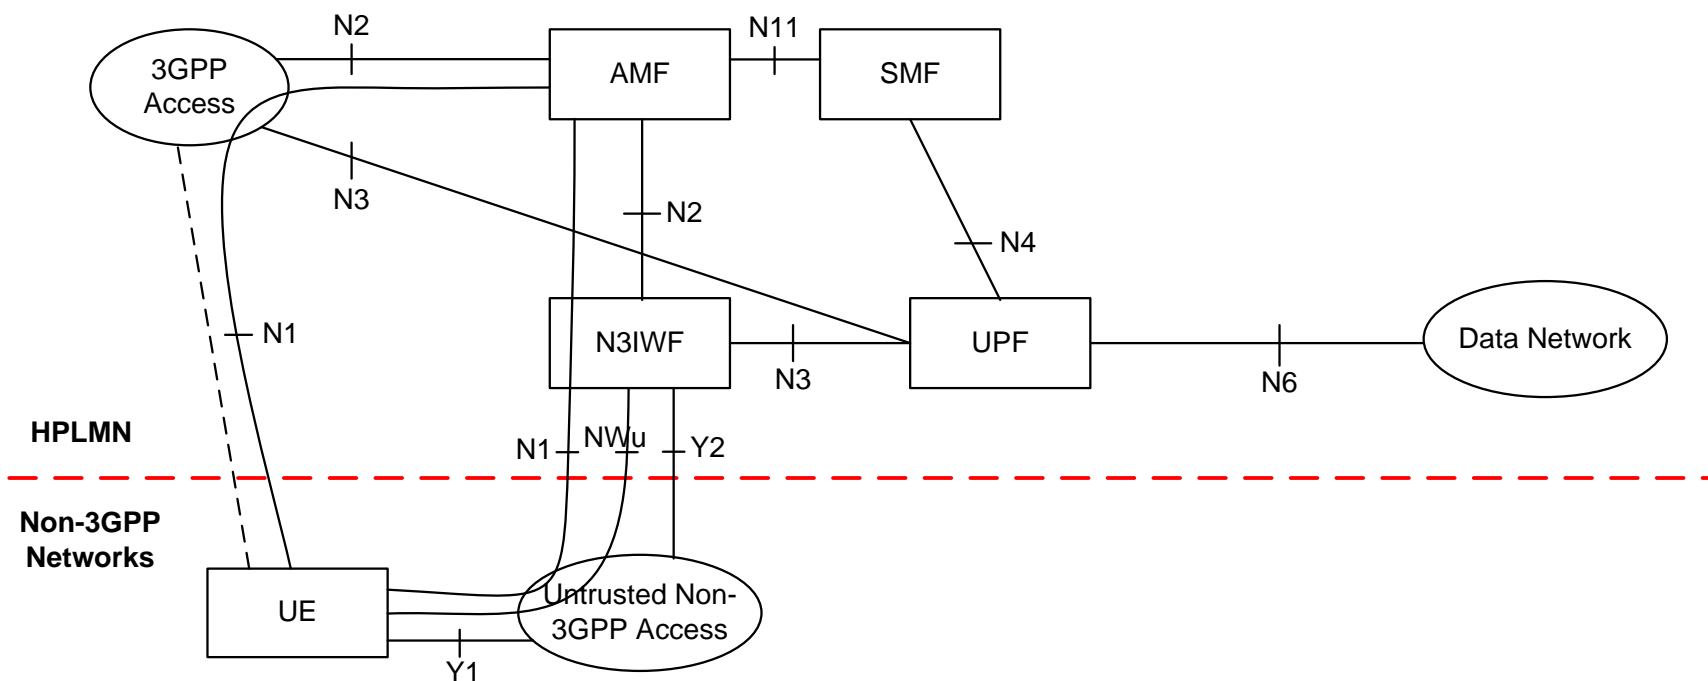 N2
N11
3GPP
Access
AMF
SMF
N3
N2
N4
N1
N3IWF
UPF
Data Network
N3
N6
HPLMN
N1
NWu
Y2
Non-3GPP
Networks
UE
Untrusted Non-
3GPP Access
Y1